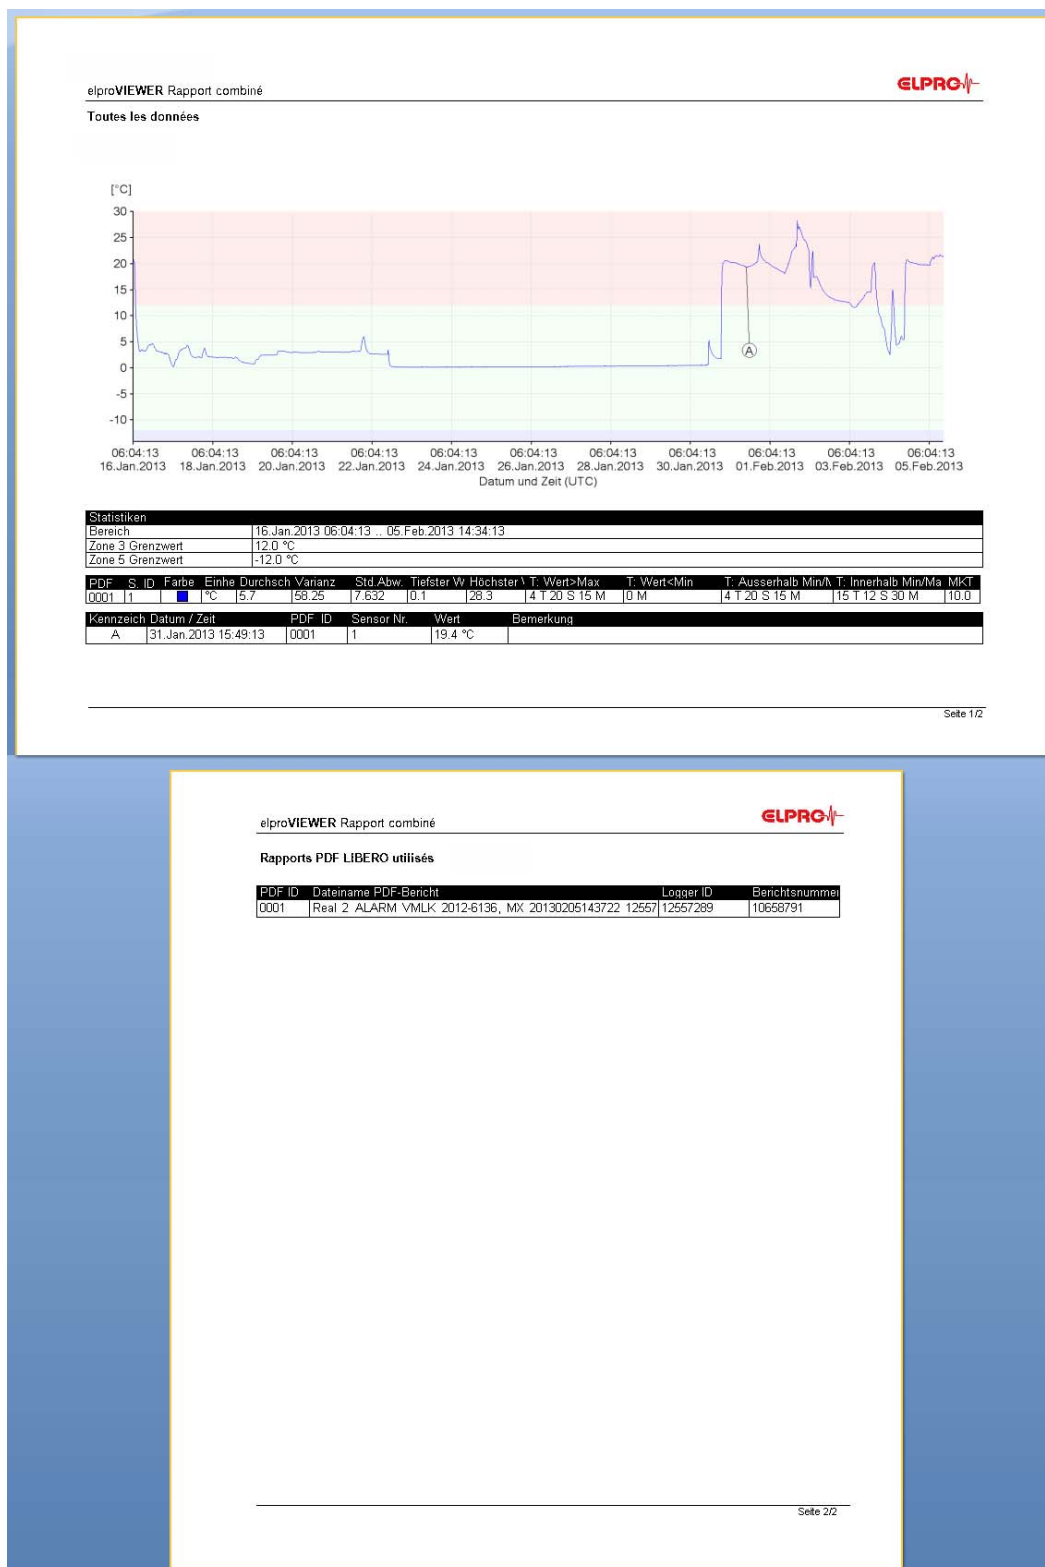 elproVIEWER Rapport combiné
ELPRO
Toutes les données
[°C]
30
25
20
15
10
5
0
-5
-10
A
06:04:13 06:04:13 06:04:13 06:04:13 06:04:13 06:04:13 06:04:13 06:04:13 06:04:13 06:04:13 06:04:13
16.Jan.2013 18.Jan.2013 20.Jan.2013 22.Jan.2013 24.Jan.2013 26.Jan.2013 28.Jan.2013 30.Jan.2013 01.Feb.2013 03.Feb.2013 05.Feb.2013
Datum und Zeit (UTC)
Statistiken
Bereich 16.Jan.2013 06:04:13 .. 05.Feb.2013 14:34:13
Zone 3 Grenzwert 12.0 °C
Zone 5 Grenzwert -12.0 °C
PDF S. ID Farbe Einhe Durchsch Varianz Std.Abw. Tiefster W Höchster T: Wert>Max T: Wert<Min T: Ausserhalb Min/ T: Innerhalb Min/Ma MKT
0001 1 °C 5.7 58.25 7.632 0.1 28.3 4 T 20 S 15 M 0 M 4 T 20 S 15 M 15 T 12 S 30 M 10.0
Kennzeich Datum / Zeit PDF ID Sensor Nr. Wert Bemerkung
A 31.Jan.2013 15:49:13 0001 1 19.4 °C
Seite 1/2
elproVIEWER Rapport combiné
ELPRO
Rapports PDF LIBERO utilisés
PDF ID Dateiname PDF-Bericht Logger ID Berichtsnummer
0001 Real 2 ALARM VMLK 2012-6136, MX 20130205143722 12557 12557289 10658791
Seite 2/2